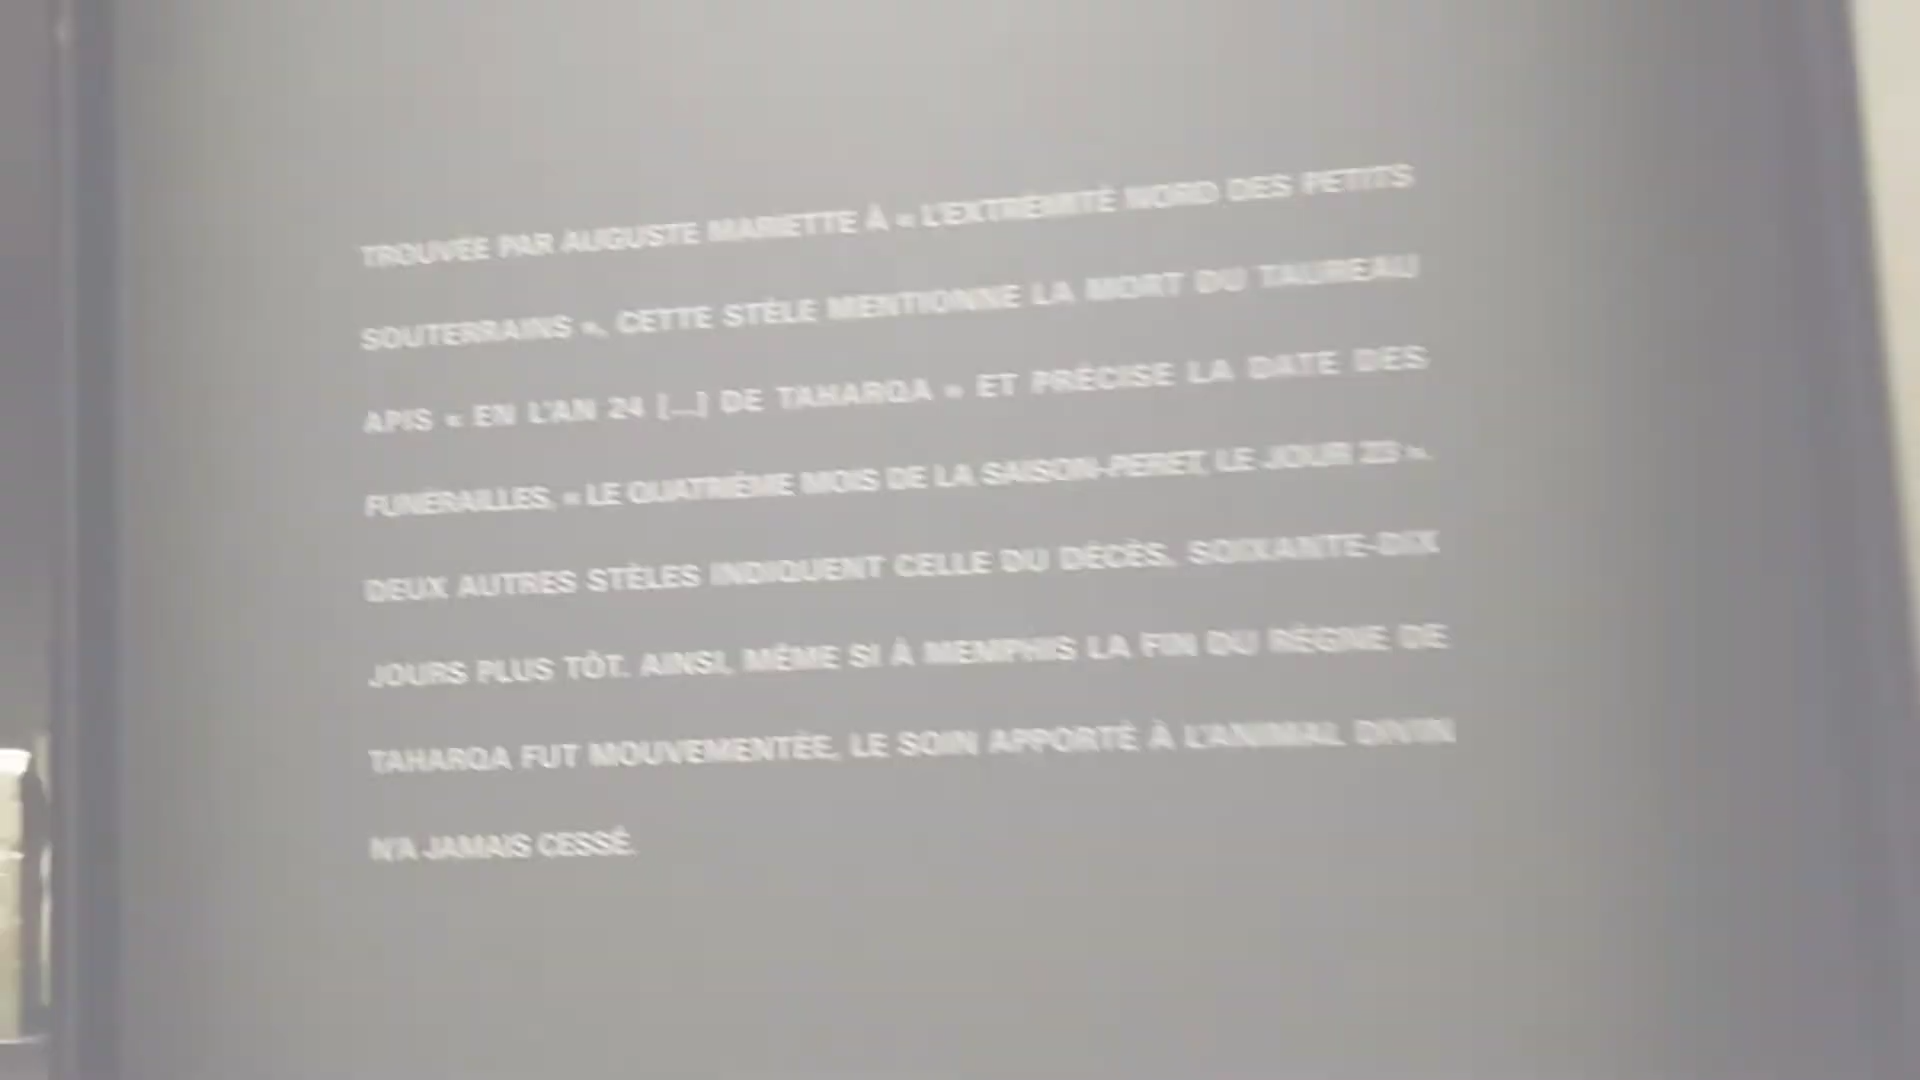 TROUVÉE PAR AUGUSTE MARIETTE À « L'EXTRÉMITÉ NORD DES PETITS
SOUTERRAINS », CETTE STÈLE MENTIONNE LA MORT DU TAUREAU
APIS « EN L'AN 24 [...] DE TAHARQA » ET PRÉCISE LA DATE DES
FUNÉRAILLES, « LE QUATRIÈME MOIS DE LA SAISON-PERET, LE JOUR 23 ».
DEUX AUTRES STÈLES INDIQUENT CELLE DU DÉCÈS, SOIXANTE-DIX
JOURS PLUS TÔT. AINSI, MÊME SI À MEMPHIS LA FIN DU RÈGNE DE
TAHARQA FUT MOUVEMENTÉE, LE SOIN APPORTÉ À L'ANIMAL DIVIN
N'A JAMAIS CESSÉ.